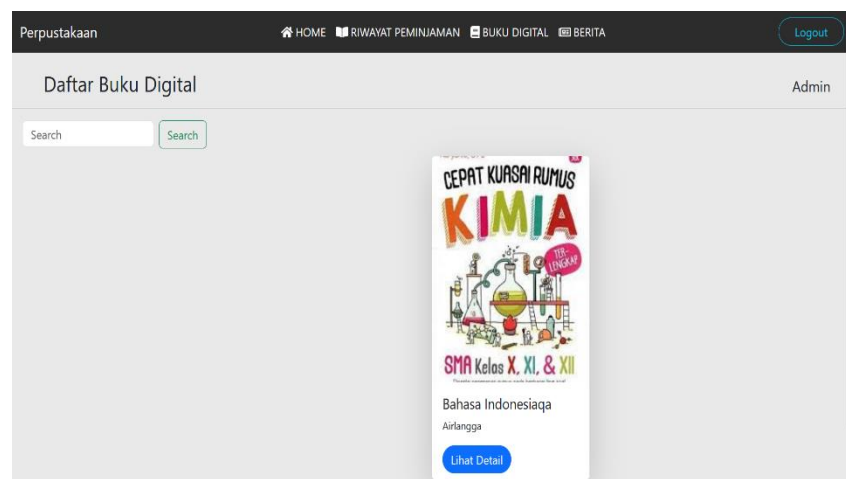 Perpustakaan HOME RIWAYAT PEMINJAMAN BUKU DIGITAL BERITA Logout
Daftar Buku Digital Admin
Search Search
CEPAT KUASAI RUMUS
KIMIA
TER-
LENGKAP
SMA Kelas X, XI, & XII
Bahasa Indonesiaqa
Airlangga
Lihat Detail